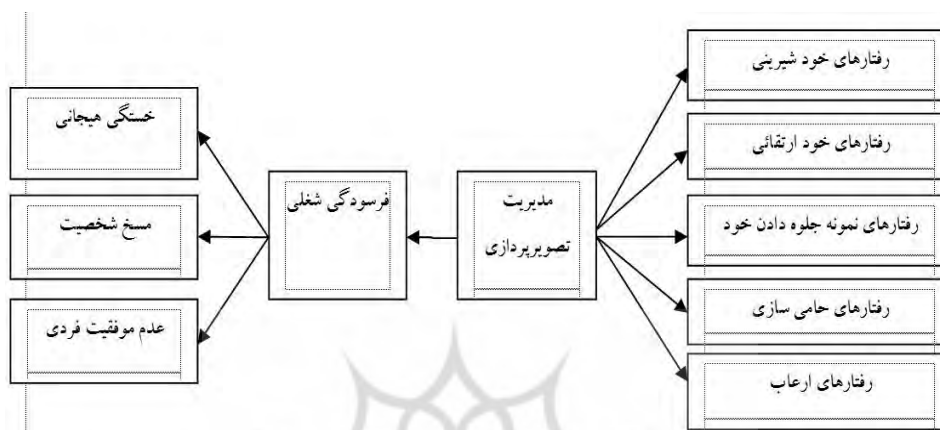 رفتارهای خود شیرینی
رفتارهای خود ارتقائی
رفتارهای نمونه جلوه دادن خود
رفتارهای حامی سازی
رفتارهای ارعاب
مدیریت
تصویرپردازی
فرسودگی شغلی
خستگی هیجانی
مسخ شخصیت
عدم موفقیت فردی